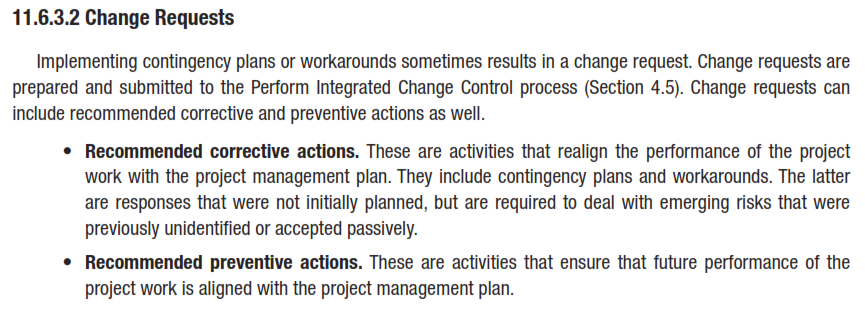 11.6.3.2 Change Requests
Implementing contingency plans or workarounds sometimes results in a change request. Change requests are
prepared and submitted to the Perform Integrated Change Control process (Section 4.5). Change requests can
include recommended corrective and preventive actions as well.
• Recommended corrective actions. These are activities that realign the performance of the project
work with the project management plan. They include contingency plans and workarounds. The latter
are responses that were not initially planned, but are required to deal with emerging risks that were
previously unidentified or accepted passively.
• Recommended preventive actions. These are activities that ensure that future performance of the
project work is aligned with the project management plan.